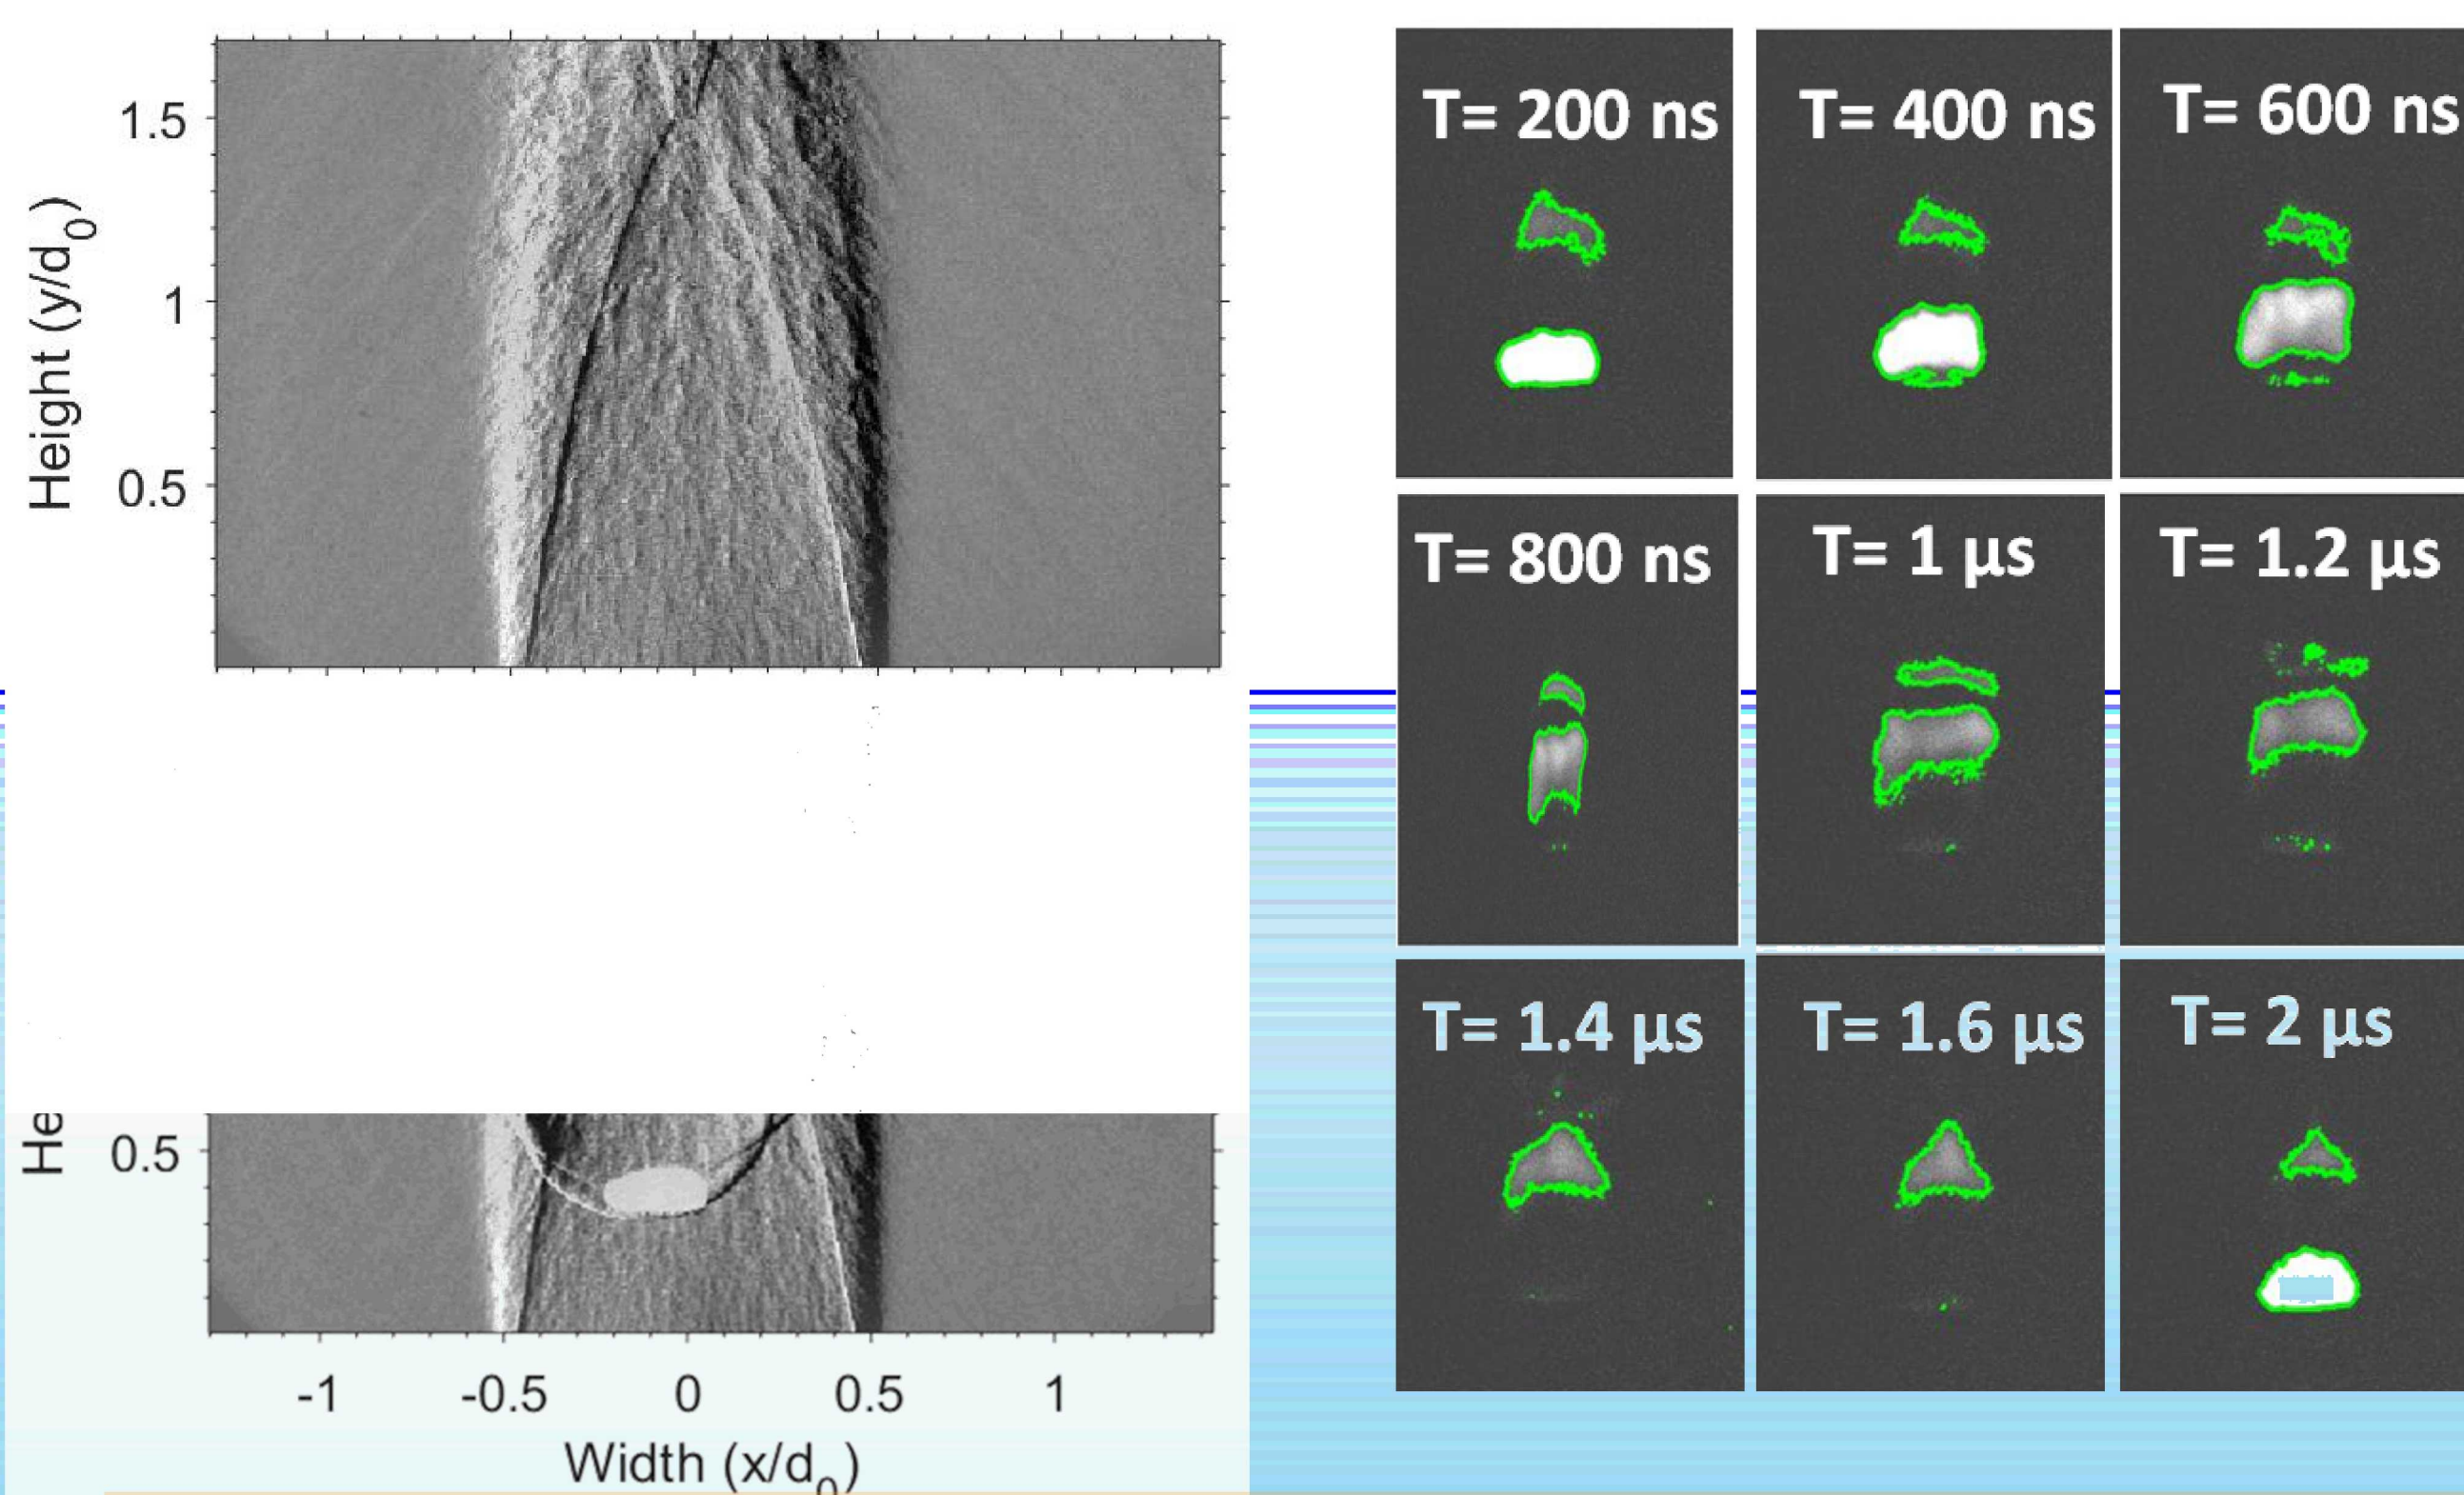 1.5
1
0.5
Height (y/d0)
T= 200 ns
T= 400 ns
T= 600 ns
T= 800 ns
T= 1 µs
T= 1.2 µs
T= 1.4 µs
T= 1.6 µs
T= 2 µs
He
0.5
-1 -0.5 0 0.5 1
Width (x/d0)